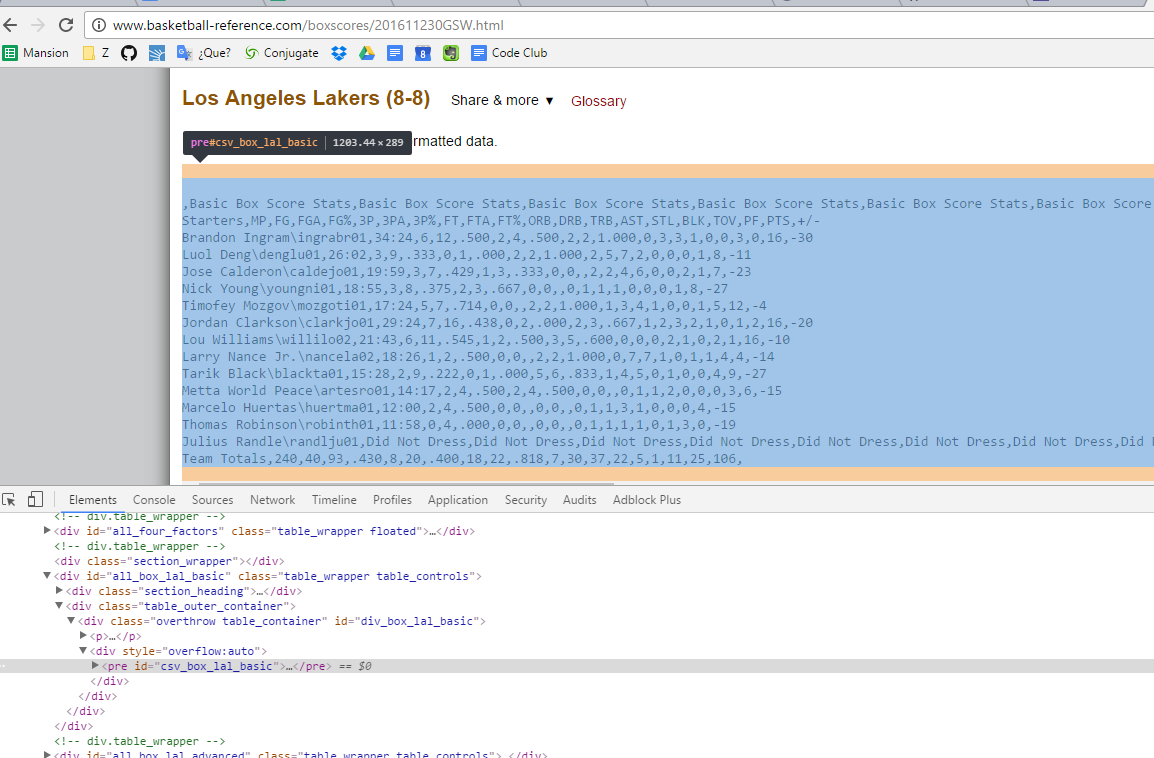 www.basketball-reference.com/boxscores/201611230GSW.html
Mansion Z ¿Que? Conjugate 8 Code Club
Los Angeles Lakers (8-8) Share & more ▼ Glossary
pre#csv_box_lal_basic | 1203.44 × 289 rmatted data.
,Basic Box Score Stats,Basic Box Score Stats,Basic Box Score Stats,Basic Box Score Stats,Basic Box Score Stats,Basic Box Score
Starters,MP,FG,FGA,FG%,3P,3PA,3P%,FT,FTA,FT%,ORB,DRB,TRB,AST,STL,BLK,TOV,PF,PTS,+/-
Brandon Ingram\ingrabr01,34:24,6,12,.500,2,4,.500,2,2,1.000,0,3,3,1,0,0,3,0,16,-30
Luol Deng\denglu01,26:02,3,9,.333,0,1,.000,2,2,1.000,2,5,7,2,0,0,0,1,8,-11
Jose Calderon\caldejo01,19:59,3,7,.429,1,3,.333,0,0,,2,2,4,6,0,0,2,1,7,-23
Nick Young\youngni01,18:55,3,8,.375,2,3,.667,0,0,,0,1,1,1,0,0,0,1,8,-27
Timofey Mozgov\mozgoti01,17:24,5,7,.714,0,0,,2,2,1.000,1,3,4,1,0,0,1,5,12,-4
Jordan Clarkson\clarkjo01,29:24,7,16,.438,0,2,.000,2,3,.667,1,2,3,2,1,0,1,2,16,-20
Lou Williams\willilo02,21:43,6,11,.545,1,2,.500,3,5,.600,0,0,0,2,1,0,2,1,16,-10
Larry Nance Jr.\nancela02,18:26,1,2,.500,0,0,,2,2,1.000,0,7,7,1,0,1,1,4,4,-14
Tarik Black\blackta01,15:28,2,9,.222,0,1,.000,5,6,.833,1,4,5,0,1,0,0,4,9,-27
Metta World Peace\artesro01,14:17,2,4,.500,2,4,.500,0,0,,0,1,1,2,0,0,0,3,6,-15
Marcelo Huertas\huertma01,12:00,2,4,.500,0,0,,0,0,,0,1,1,3,1,0,0,0,4,-15
Thomas Robinson\robinth01,11:58,0,4,.000,0,0,,0,0,,0,1,1,1,1,0,1,3,0,-19
Julius Randle\randlju01,Did Not Dress,Did Not Dress,Did Not Dress,Did Not Dress,Did Not Dress,Did Not Dress,Did Not Dress,Did
Team Totals,240,40,93,.430,8,20,.400,18,22,.818,7,30,37,22,5,1,11,25,106,
Elements Console Sources Network Timeline Profiles Application Security Audits Adblock Plus
<!-- div.table_wrapper -->
<div id="all_four_factors" class="table_wrapper floated">…</div>
<!-- div.table_wrapper -->
<div class="section_wrapper"></div>
<div id="all_box_lal_basic" class="table_wrapper table_controls">
<div class="section_heading">…</div>
<div class="table_outer_container">
<div class="overthrow table_container" id="div_box_lal_basic">
<p>…</p>
<div style="overflow:auto">
<pre id="csv_box_lal_basic">…</pre> == $0
</div>
</div>
</div>
</div>
<!-- div.table_wrapper -->
<div id="all_box_lal_advanced" class="table_wrapper table_controls">…</div>